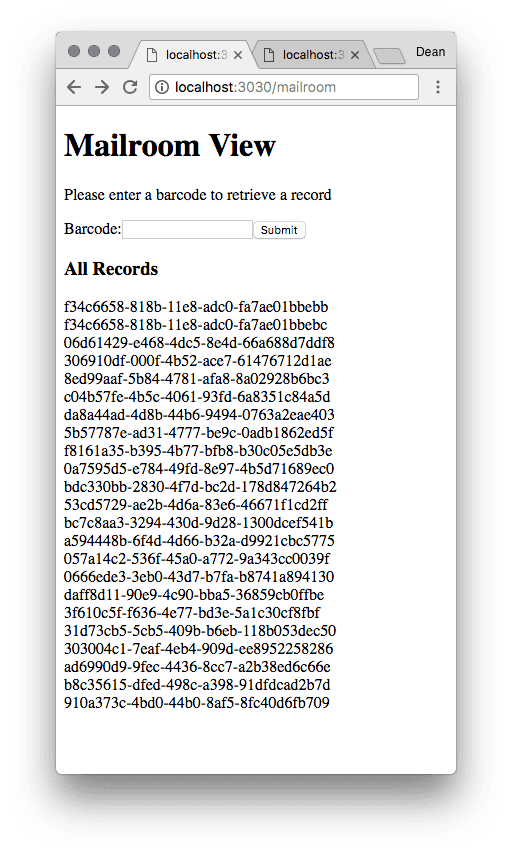 localhost:3
localhost:3
Dean
localhost:3030/mailroom
Mailroom View
Please enter a barcode to retrieve a record
Barcode:
Submit
All Records
f34c6658-818b-11e8-adc0-fa7ae01bbebb
f34c6658-818b-11e8-adc0-fa7ae01bbebc
06d61429-e468-4dc5-8e4d-66a688d7ddf8
306910df-000f-4b52-ace7-61476712d1ae
8ed99aaf-5b84-4781-afa8-8a02928b6bc3
c04b57fe-4b5c-4061-93fd-6a8351c84a5d
da8a44ad-4d8b-44b6-9494-0763a2eae403
5b57787e-ad31-4777-be9c-0adb1862ed5f
f8161a35-b395-4b77-bfb8-b30c05e5db3e
0a7595d5-e784-49fd-8e97-4b5d71689ec0
bdc330bb-2830-4f7d-bc2d-178d847264b2
53cd5729-ae2b-4d6a-83e6-46671f1cd2ff
bc7c8aa3-3294-430d-9d28-1300dcef541b
a594448b-6f4d-4d66-b32a-d9921cbc5775
057a14c2-536f-45a0-a772-9a343cc0039f
0666ede3-3eb0-43d7-b7fa-b8741a894130
daff8d11-90e9-4c90-bba5-36859cb0ffbe
3f610c5f-f636-4e77-bd3e-5a1c30cf8fbf
31d73cb5-5cb5-409b-b6eb-118b053dec50
303004c1-7eaf-4eb4-909d-ee8952258286
ad6990d9-9fec-4436-8cc7-a2b38ed6c66e
b8c35615-dfed-498c-a398-91dfdcad2b7d
910a373c-4bd0-44b0-8af5-8fc40d6fb709